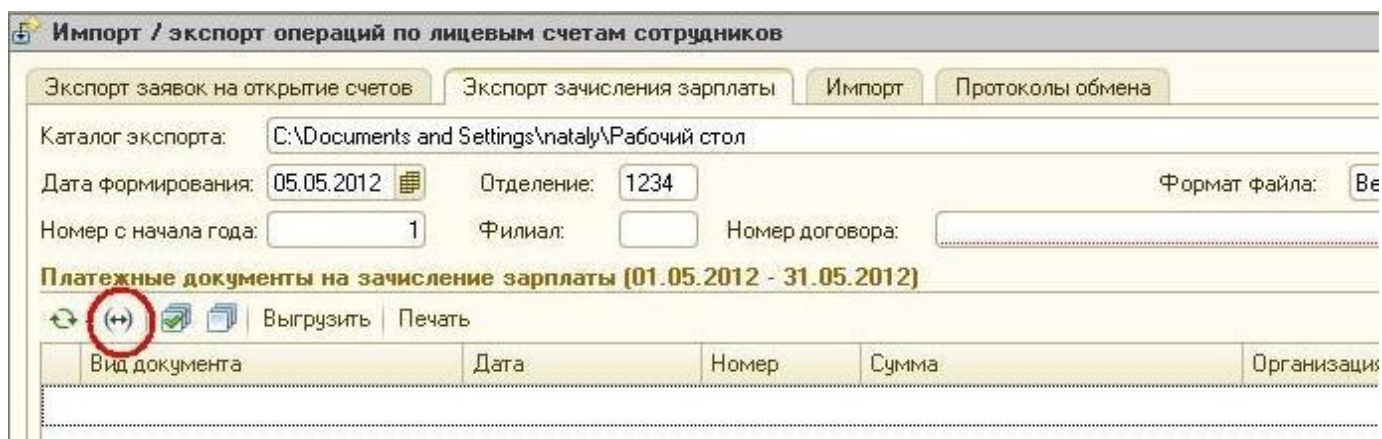 Импорт / экспорт операций по лицевым счетам сотрудников
Экспорт заявок на открытие счетов Экспорт зачисления зарплаты Импорт Протоколы обмена
Каталог экспорта: C:\Documents and Settings\nataly\Рабочий стол
Дата формирования: 05.05.2012 Отделение: 1234 Формат файла: Ве
Номер с начала года: 1 Филиал: Номер договора:
Платежные документы на зачисление зарплаты (01.05.2012 - 31.05.2012)
Выгрузить Печать
Вид документа Дата Номер Сумма Организация